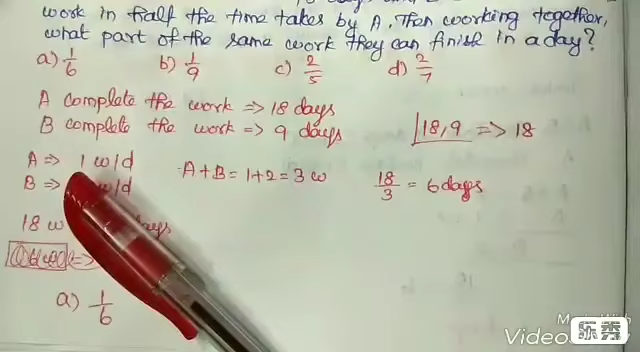 work in half the time takes by A. Then working together,
what part of the same work they can finish in a day?
a) 1/6 b) 1/9 c) 2/5 d) 2/7
A complete the work => 18 days
B complete the work => 9 days
18, 9 => 18
A => 1 w/d
A+B = 1+2 = 3 w
18/3 = 6 days
B => w/d
18 w
a) 1/6
Video
乐秀